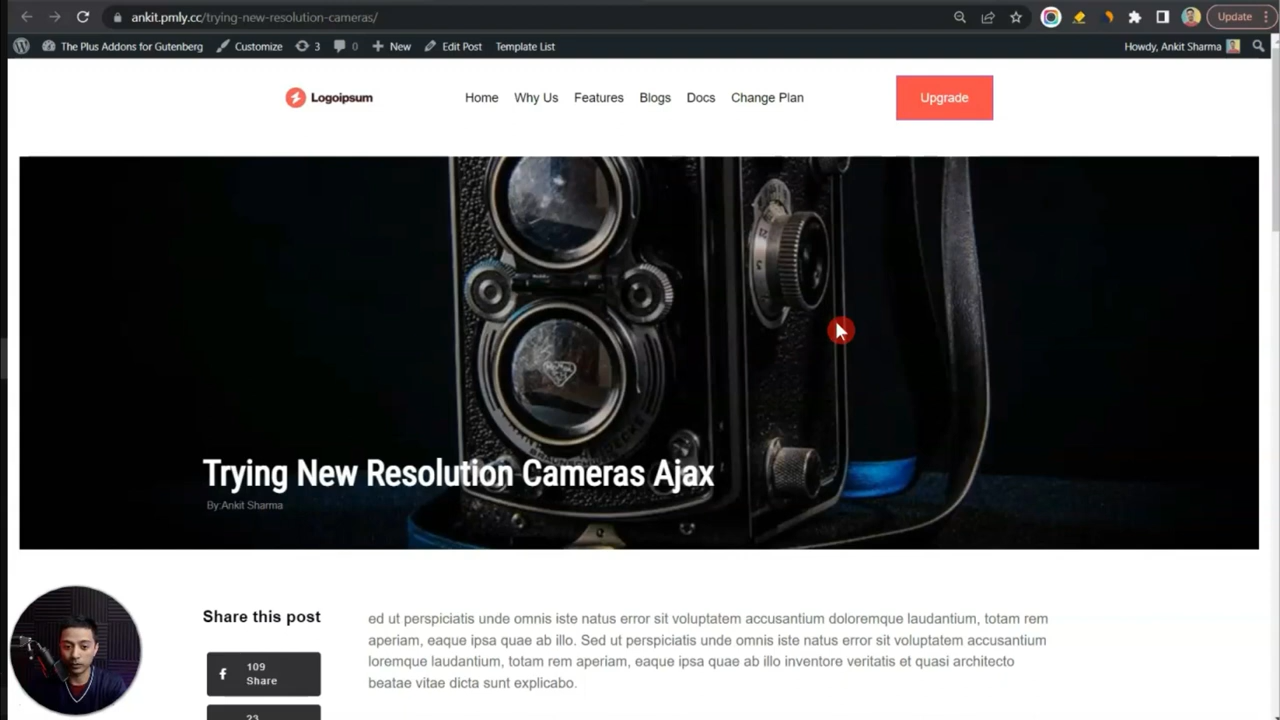 ankit.pmly.cc/trying-new-resolution-cameras/
Update
The Plus Addons for Gutenberg
Customize
3
0
New
Edit Post
Template List
Howdy, Ankit Sharma
Logoipsum
Home
Why Us
Features
Blogs
Docs
Change Plan
Upgrade
Trying New Resolution Cameras Ajax
By:Ankit Sharma
Share this post
109
Share
23
ed ut perspiciatis unde omnis iste natus error sit voluptatem accusantium doloremque laudantium, totam rem
aperiam, eaque ipsa quae ab illo. Sed ut perspiciatis unde omnis iste natus error sit voluptatem accusantium
loremque laudantium, totam rem aperiam, eaque ipsa quae ab illo inventore veritatis et quasi architecto
beatae vitae dicta sunt explicabo.